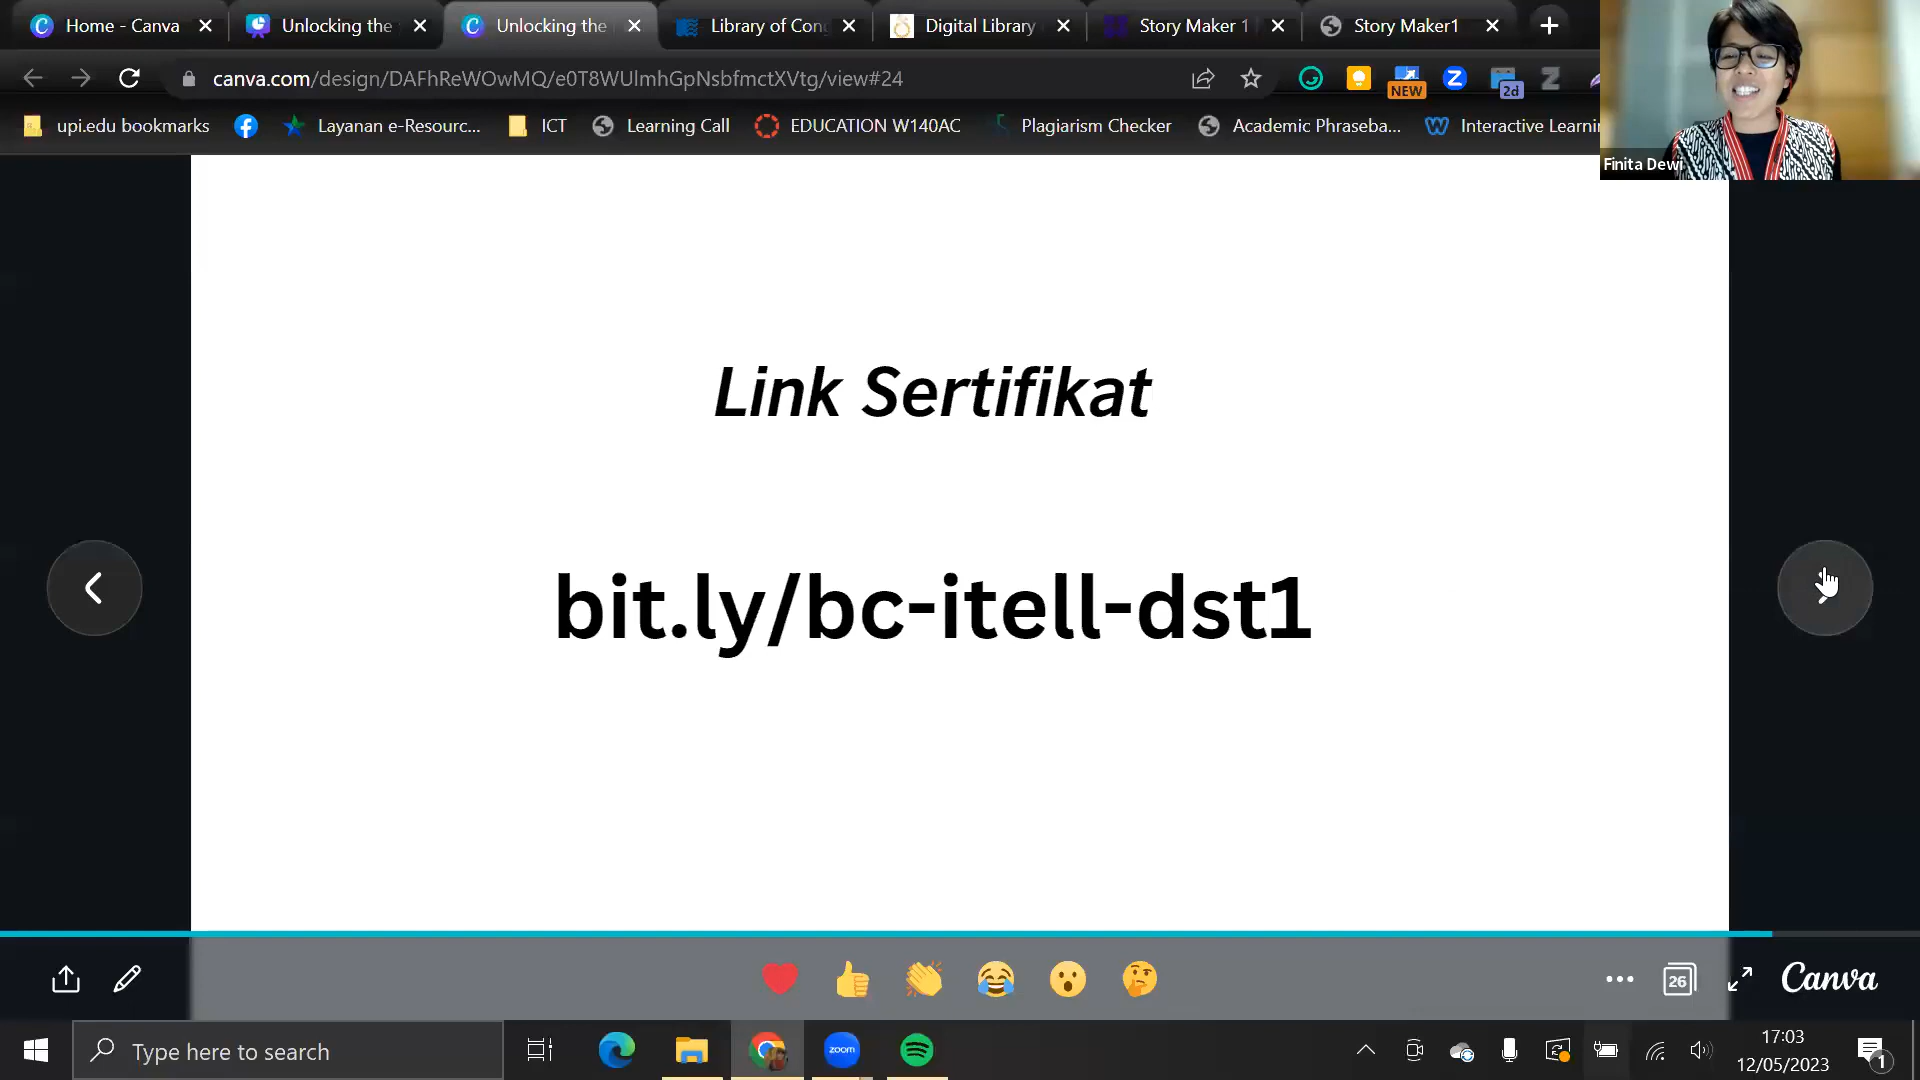 Home - Canva
Unlocking the
Unlocking the
Library of Con
Digital Library
Story Maker 1
Story Maker1
canva.com/design/DAFhReWOwMQ/e0T8WUlmhGpNsbfmctXVtg/view#24
NEW
2d
upi.edu bookmarks
Layanan e-Resourc...
ICT
Learning Call
EDUCATION W140AC
Plagiarism Checker
Academic Phraseba...
Interactive Learni
Finita Dewi
Link Sertifikat
bit.ly/bc-itell-dst1
26
Canva
Type here to search
zoom
17:03
12/05/2023
1